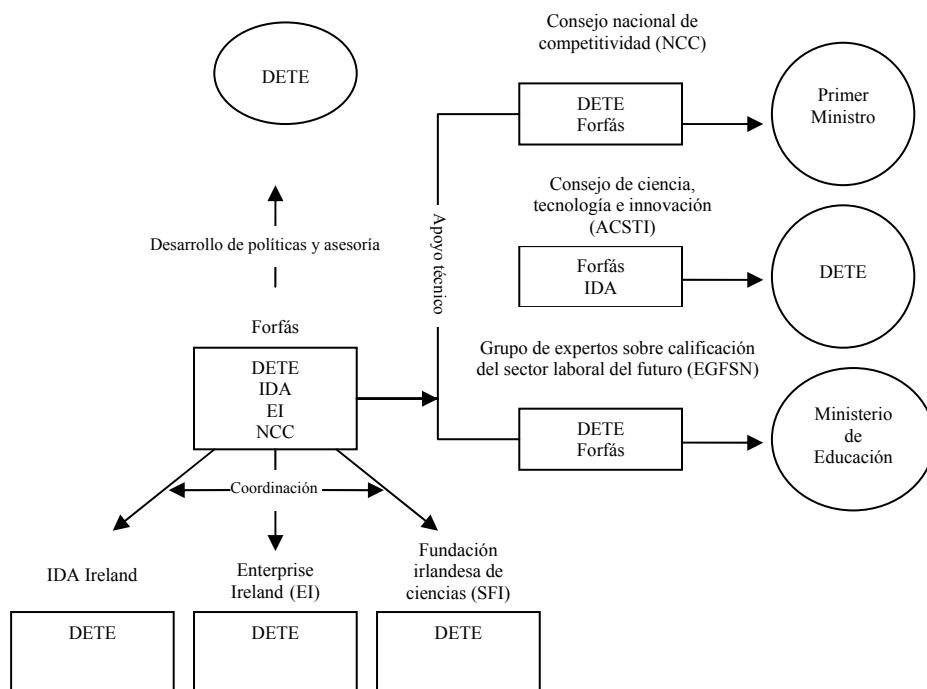 DETE
Desarrollo de políticas y asesoría
Forfás
DETE
IDA
EI
NCC
Coordinación
IDA Ireland
DETE
Enterprise
Ireland (EI)
DETE
Fundación
irlandesa de
ciencias (SFI)
DETE
Apoyo técnico
Consejo nacional de
competitividad (NCC)
DETE
Forfás
Primer
Ministro
Consejo de ciencia,
tecnología e innovación
(ACSTI)
Forfás
IDA
DETE
Grupo de expertos sobre calificación
del sector laboral del futuro (EGFSN)
DETE
Forfás
Ministerio
de
Educación